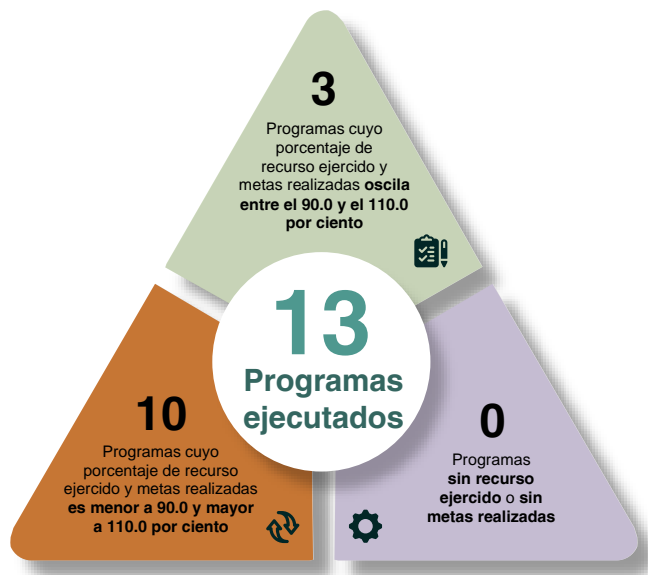 3
Programas cuyo
porcentaje de
recurso ejercido y
metas realizadas oscila
entre el 90.0 y el 110.0
por ciento
13
Programas
ejecutados
10
Programas cuyo
porcentaje de recurso
ejercido y metas realizadas
es menor a 90.0 y mayor
a 110.0 por ciento
0
Programas
sin recurso
ejercido o sin
metas realizadas